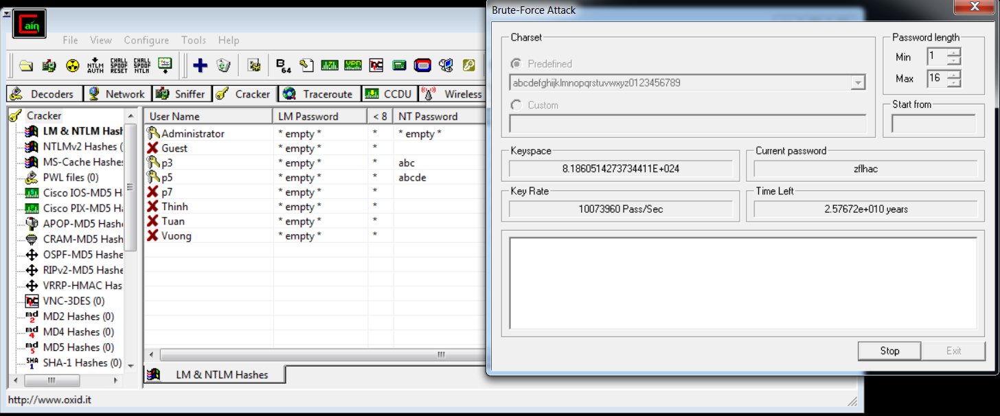 Cain
File View Configure Tools Help
NTLM AUTH
CHALL SPOOF RESET
CHALL SPOOF NTLM
B 64
Decoders Network Sniffer Cracker Traceroute CCDU Wireless
Cracker
LM & NTLM Hash
NTLMv2 Hashes (
MS-Cache Hashes
PWL files (0)
Cisco IOS-MD5 H
Cisco PIX-MD5 H
APOP-MD5 Hash
CRAM-MD5 Hash
OSPF-MD5 Hashe
RIPv2-MD5 Hashe
VRRP-HMAC Has
VNC-3DES (0)
MD2 Hashes (0)
MD4 Hashes (0)
MD5 Hashes (0)
SHA-1 Hashes (0)
User Name LM Password < 8 NT Password
Administrator * empty * * * empty *
Guest * empty * *
p3 * empty * * abc
p5 * empty * * abcde
p7 * empty * *
Thinh * empty * *
Tuan * empty * *
Vuong * empty * *
LM & NTLM Hashes
http://www.oxid.it
Brute-Force Attack
Charset
Predefined
abcdefghijklmnopqrstuvwxyz0123456789
Custom
Password length
Min 1
Max 16
Start from
Keyspace
8.1860514273734411E+024
Current password
zflhac
Key Rate
10073960 Pass/Sec
Time Left
2.57672e+010 years
Stop Exit